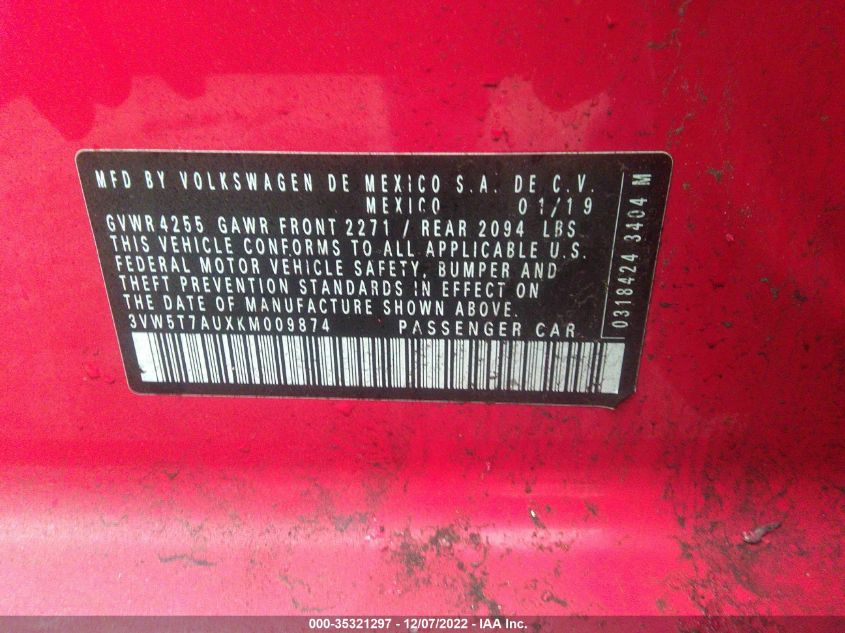 MFD BY VOLKSWAGEN DE MEXICO S.A. DE C.V.
MEXICO 01/19
GVWR4255 GAWR FRONT 2271 / REAR 2094 LBS
THIS VEHICLE CONFORMS TO ALL APPLICABLE U.S.
FEDERAL MOTOR VEHICLE SAFETY, BUMPER AND
THEFT PREVENTION STANDARDS IN EFFECT ON
THE DATE OF MANUFACTURE SHOWN ABOVE.
3VW5T7AUXKM009874 PASSENGER CAR
0318424 3404 M
000-35321297 - 12/07/2022 - IAA Inc.